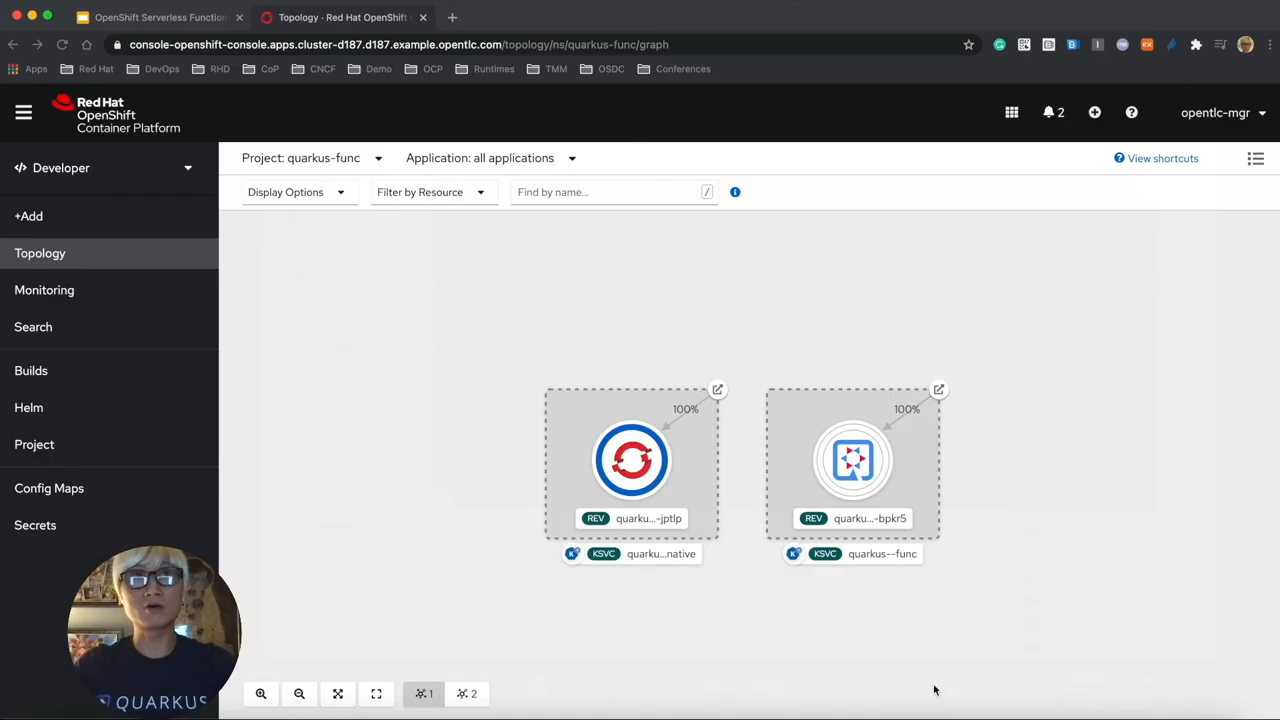 OpenShift Serverless Function
Topology · Red Hat OpenShift
console-openshift-console.apps.cluster-d187.d187.example.opentlc.com/topology/ns/quarkus-func/graph
Apps Red Hat DevOps RHD CoP CNCF Demo OCP Runtimes TMM OSDC Conferences
Red Hat
OpenShift
Container Platform
2
opentlc-mgr
</> Developer
Project: quarkus-func
Application: all applications
View shortcuts
Display Options
Filter by Resource
Find by name...
/
+Add
Topology
Monitoring
Search
Builds
Helm
Project
Config Maps
Secrets
100%
REV quarku...-jptlp
KSVC quarku...native
100%
REV quarku...-bpkr5
KSVC quarkus--func
1
2
QUARKUS